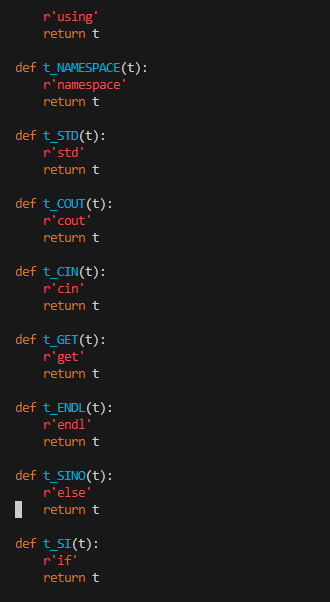 r'using'
return t
def t_NAMESPACE(t):
r'namespace'
return t
def t_STD(t):
r'std'
return t
def t_COUT(t):
r'cout'
return t
def t_CIN(t):
r'cin'
return t
def t_GET(t):
r'get'
return t
def t_ENDL(t):
r'endl'
return t
def t_SINO(t):
r'else'
return t
def t_SI(t):
r'if'
return t